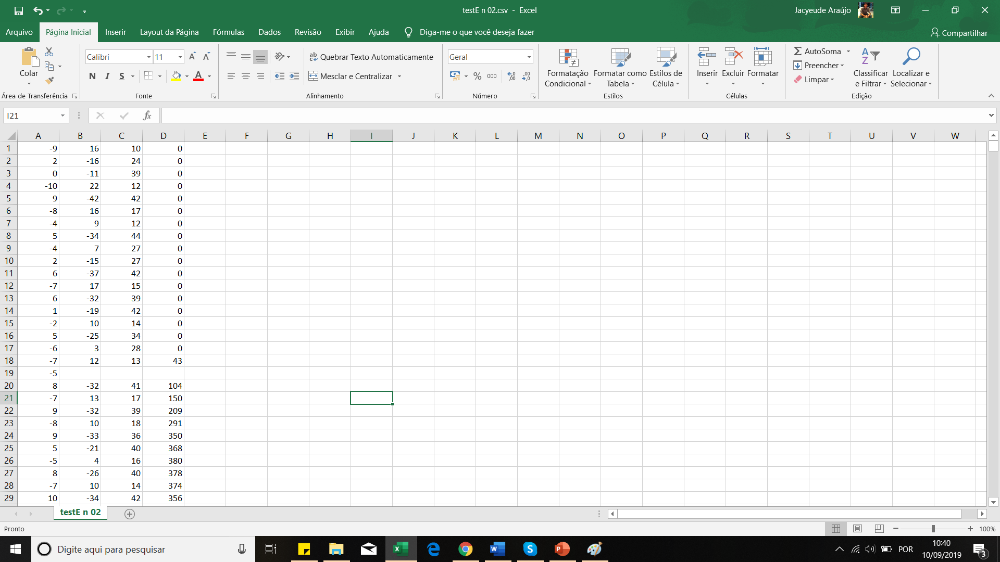 testE n 02.csv - Excel
Jacyeude Araújo
Arquivo Página Inicial Inserir Layout da Página Fórmulas Dados Revisão Exibir Ajuda Diga-me o que você deseja fazer
Compartilhar
Colar
Calibri 11
Quebrar Texto Automaticamente
Mesclar e Centralizar
Geral
% 000
N I S
Formatação Condicional
Formatar como Tabela
Estilos de Célula
Inserir Excluir Formatar
AutoSoma
Preencher
Limpar
Classificar e Filtrar
Localizar e Selecionar
Área de Transferência Fonte Alinhamento Número Estilos Células Edição
I21 fx
A B C D E F G H I J K L M N O P Q R S T U V W
1 -9 16 10 0
2 2 -16 24 0
3 0 -11 39 0
4 -10 22 12 0
5 9 -42 42 0
6 -8 16 17 0
7 -4 9 12 0
8 5 -34 44 0
9 -4 7 27 0
10 2 -15 27 0
11 6 -37 42 0
12 -7 17 15 0
13 6 -32 39 0
14 1 -19 42 0
15 -2 10 14 0
16 5 -25 34 0
17 -6 3 28 0
18 -7 12 13 43
19 -5
20 8 -32 41 104
21 -7 13 17 150
22 9 -32 39 209
23 -8 10 18 291
24 9 -33 36 350
25 5 -21 40 368
26 -5 4 16 380
27 8 -26 40 378
28 -7 10 14 374
29 10 -34 42 356
testE n 02
Pronto
100%
Digite aqui para pesquisar
POR
10:40
10/09/2019
3